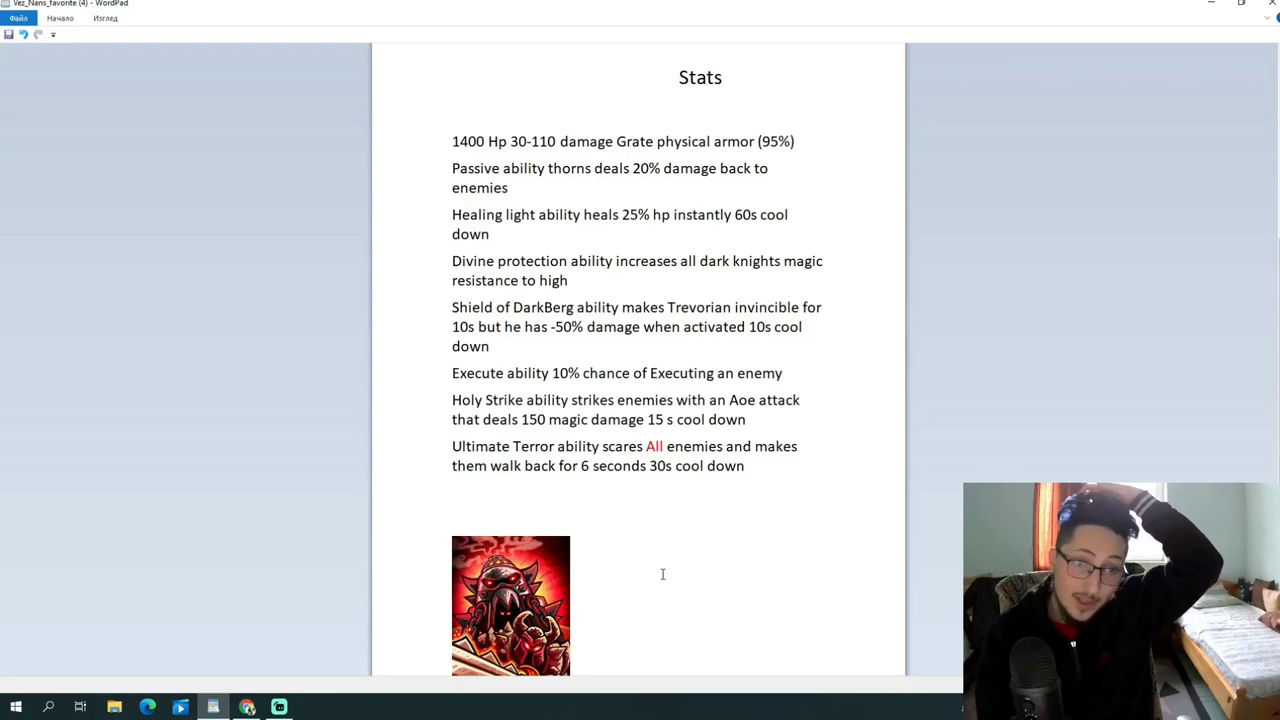 Vez_Nans_favorite (4) - WordPad
Файл Начало Изглед
Stats
1400 Hp 30-110 damage Grate physical armor (95%)
Passive ability thorns deals 20% damage back to
enemies
Healing light ability heals 25% hp instantly 60s cool
down
Divine protection ability increases all dark knights magic
resistance to high
Shield of DarkBerg ability makes Trevorian invincible for
10s but he has -50% damage when activated 10s cool
down
Execute ability 10% chance of Executing an enemy
Holy Strike ability strikes enemies with an Aoe attack
that deals 150 magic damage 15 s cool down
Ultimate Terror ability scares All enemies and makes
them walk back for 6 seconds 30s cool down